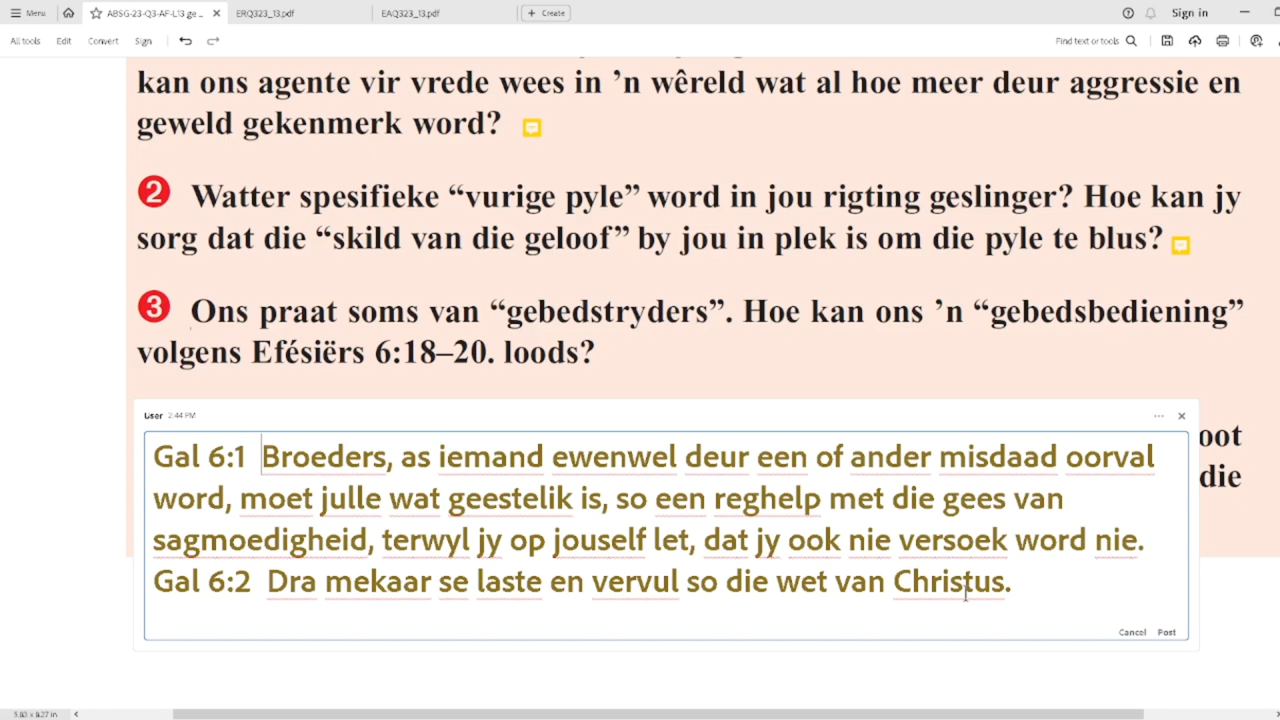 Menu ABSG-23-Q3-AF-L13 ge ... ERQ323_13.pdf EAQ323_13.pdf Create Sign in
All tools Edit Convert Sign Find text or tools
kan ons agente vir vrede wees in ’n wêreld wat al hoe meer deur aggressie en
geweld gekenmerk word?
2 Watter spesifieke “vurige pyle” word in jou rigting geslinger? Hoe kan jy
sorg dat die “skild van die geloof” by jou in plek is om die pyle te blus?
3 Ons praat soms van “gebedstryders”. Hoe kan ons ’n “gebedsbediening”
volgens Efésiërs 6:18–20. loods?
User 2:44 PM
oot
die
Gal 6:1 Broeders, as iemand ewenwel deur een of ander misdaad oorval
word, moet julle wat geestelik is, so een reghelp met die gees van
sagmoedigheid, terwyl jy op jouself let, dat jy ook nie versoek word nie.
Gal 6:2 Dra mekaar se laste en vervul so die wet van Christus.
Cancel Post